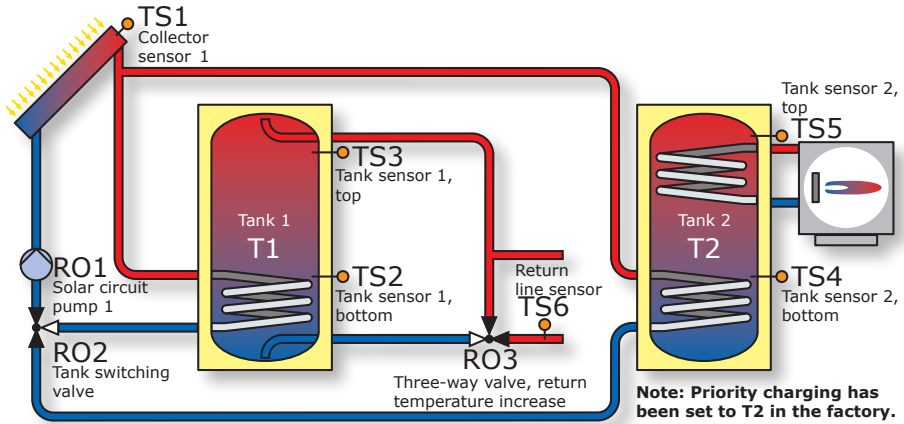 TS1
Collector
sensor 1
Tank sensor 2,
top
TS5
TS3
Tank sensor 1,
top
Tank 1
T1
Tank 2
T2
RO1
Solar circuit
pump 1
TS2
Tank sensor 1,
bottom
Return
line sensor
TS6
TS4
Tank sensor 2,
bottom
RO2
Tank switching
valve
RO3
Three-way valve, return
temperature increase
Note: Priority charging has
been set to T2 in the factory.